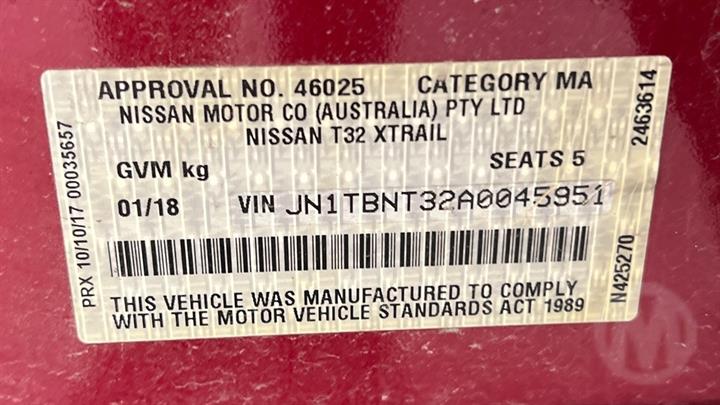 APPROVAL NO. 46025 CATEGORY MA
NISSAN MOTOR CO (AUSTRALIA) PTY LTD
NISSAN T32 XTRAIL
GVM kg SEATS 5
01/18 VIN JN1TBNT32A0045951
THIS VEHICLE WAS MANUFACTURED TO COMPLY
WITH THE MOTOR VEHICLE STANDARDS ACT 1989
PRX 10/10/17 00035657
2463614
N425270
M